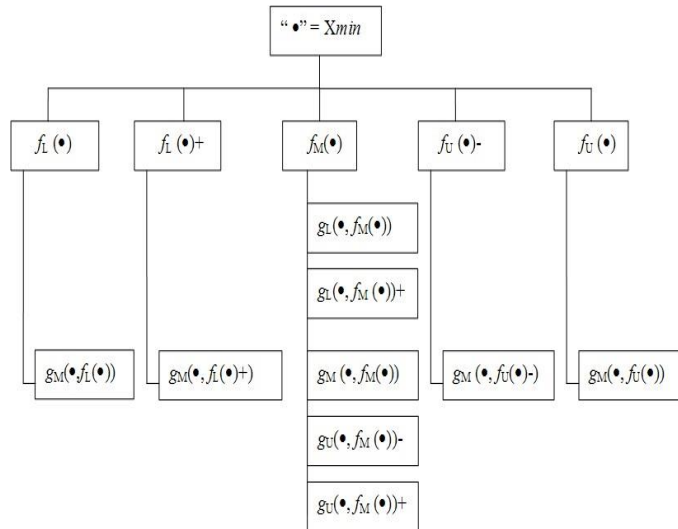 “ ●” = Xmin
fL (●)
fL (●)+
fM(●)
fU (●)-
fU (●)
gL(●, fM(●))
gL(●, fM (●))+
gM(●,fL(●))
gM(●,fL(●)+)
gM (●, fM(●))
gM (●, fU(●)-)
gM(●, fU(●))
gU(●, fM (●))-
gU(●, fM (●))+